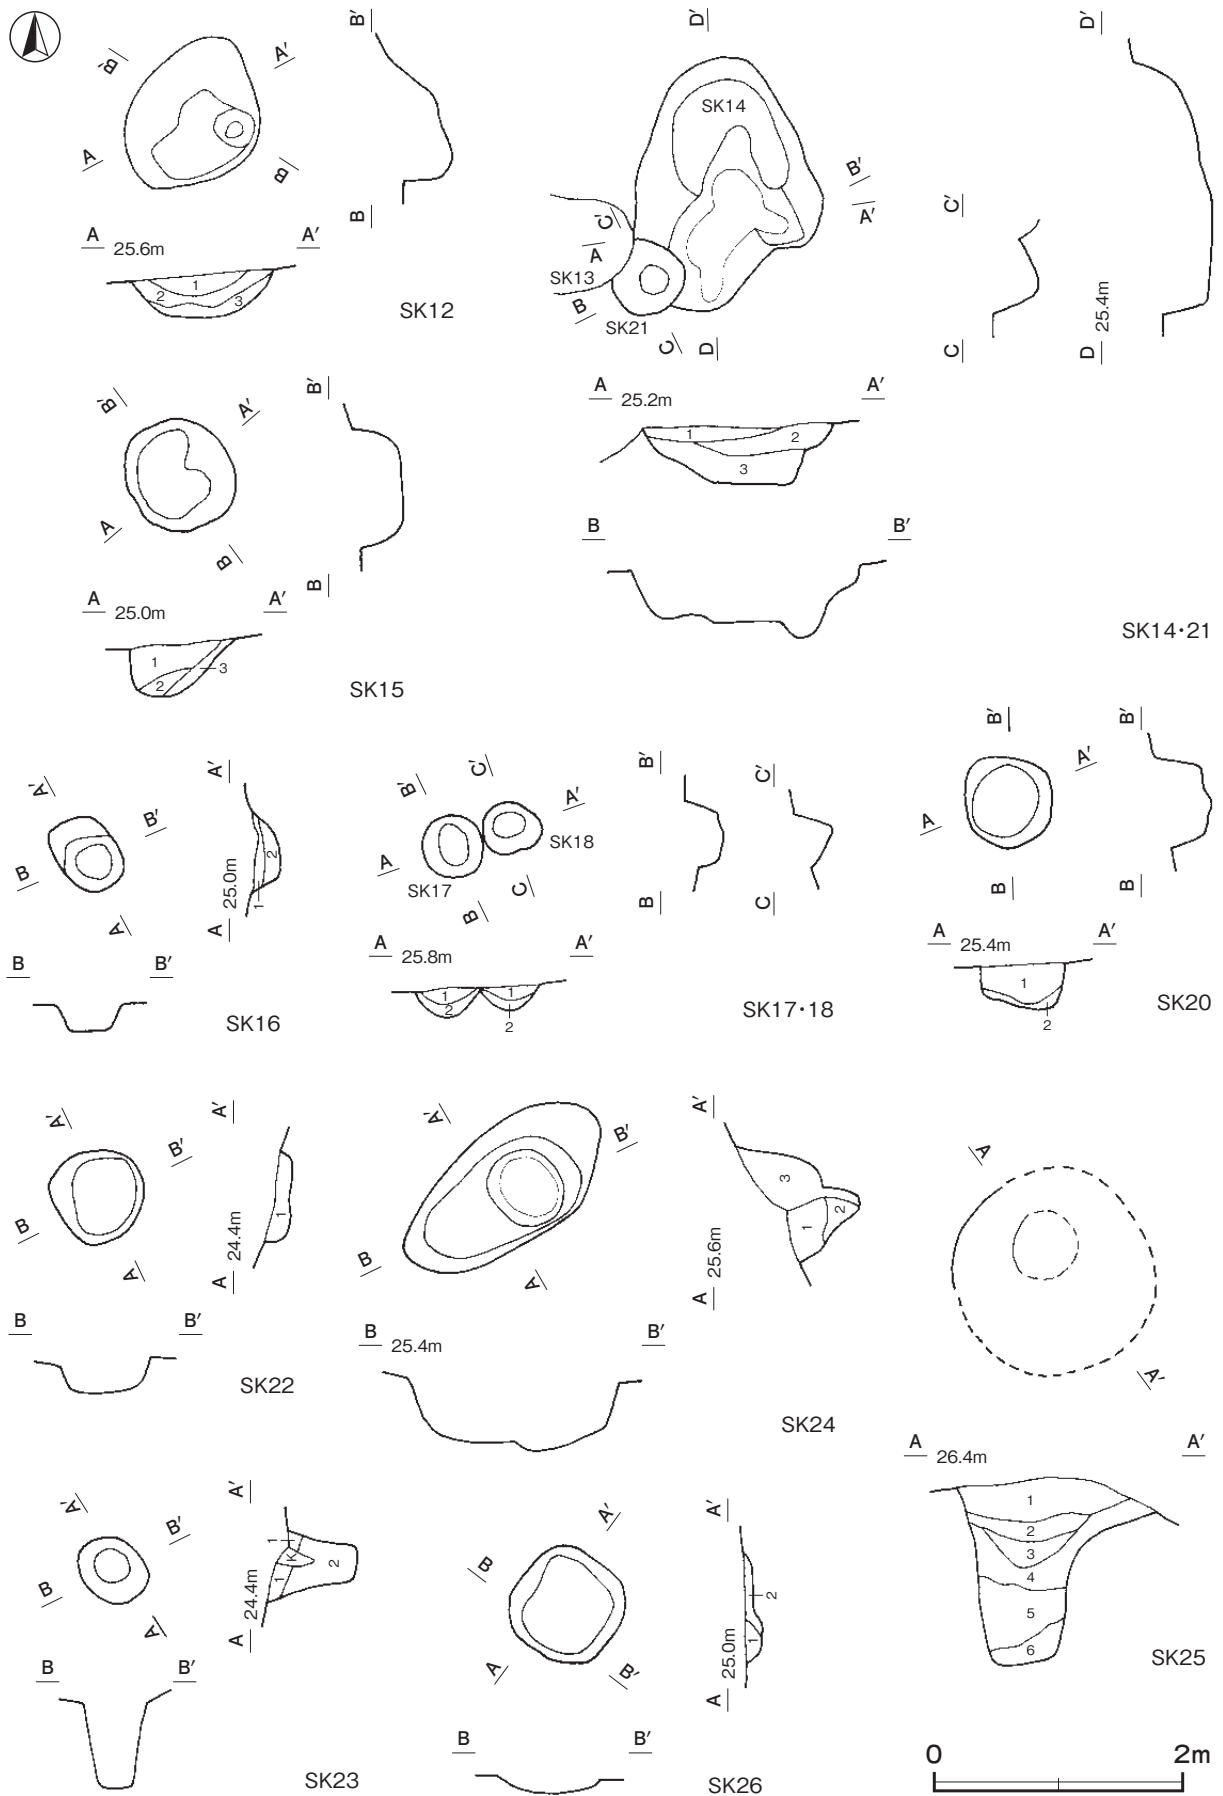 B' A' A B
B' B
A 25.6m A'
1 2 3
SK12
D' SK14 B' A' C' A SK13 B SK21 C D
C' C
D' D 25.4m
A 25.2m A'
1 2 3
B B'
SK14・21
B' A' A B
B' B
A 25.0m A'
1 2 3
SK15
A' B' B A
A' A 25.0m
1 2
B B'
SK16
B' C' A' SK18 A SK17 B C
B' B
C' C
A 25.8m A'
1 1 2 2
SK17・18
B' A' A B
B' B
A 25.4m A'
1 2
SK20
A' B' B A
A' A 24.4m
1
B B'
SK22
A' B' B A
A' A 25.6m
3 1 2
B 25.4m B'
SK24
A A'
A 26.4m A'
1
2
3
4
5
6
SK25
A' B' B A
A' A 24.4m
1 K 1 2
B B'
SK23
A' B A B'
A' A 25.0m
2 1
B B'
SK26
0 2m